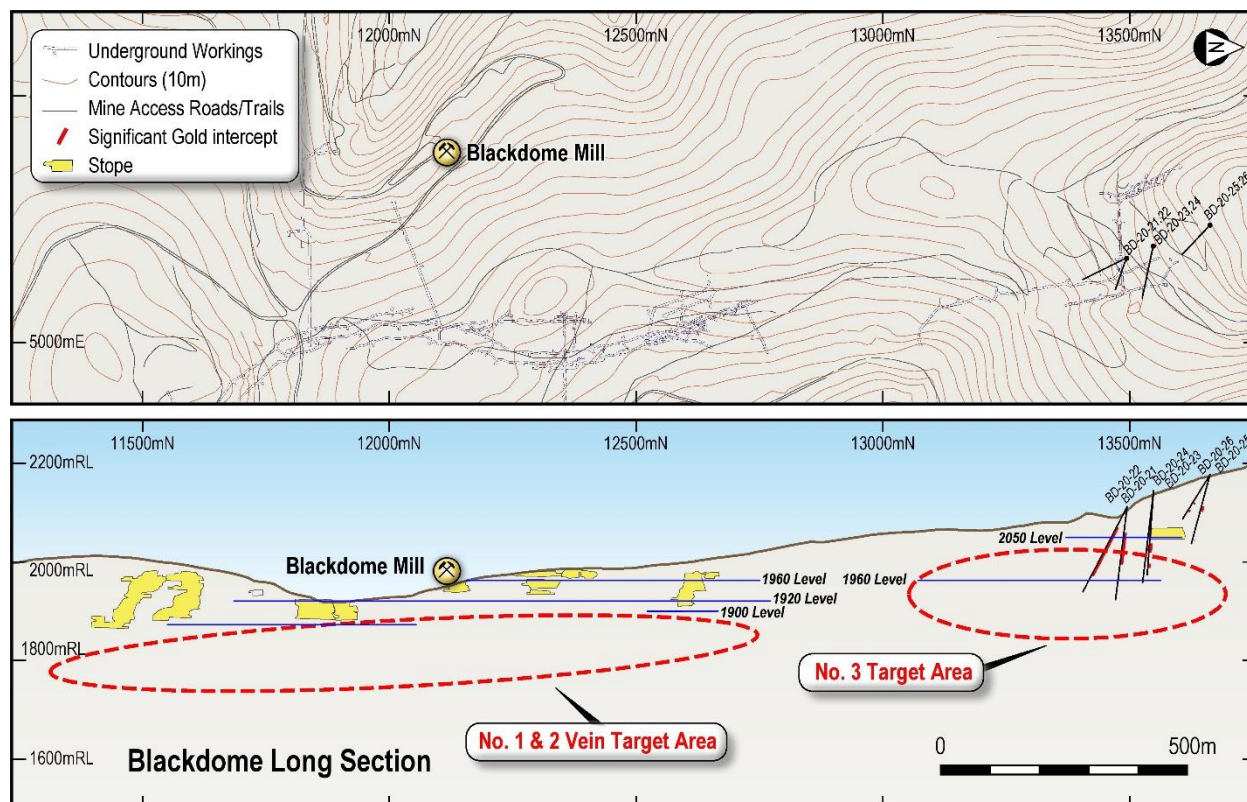 12000mN
12500mN
13000mN
13500mN
N
Underground Workings
Contours (10m)
Mine Access Roads/Trails
Significant Gold intercept
Stope
Blackdome Mill
BD-20-21,22
BD-20-23,24
BD-20-25,26
5000mE
11500mN
12000mN
12500mN
13000mN
13500mN
2200mRL
BD-20-22
BD-20-21
BD-20-24
BD-20-23
BD-20-26
BD-20-25
2050 Level
2000mRL
Blackdome Mill
1960 Level
1960 Level
1920 Level
1900 Level
1800mRL
No. 3 Target Area
No. 1 & 2 Vein Target Area
1600mRL
Blackdome Long Section
0
500m